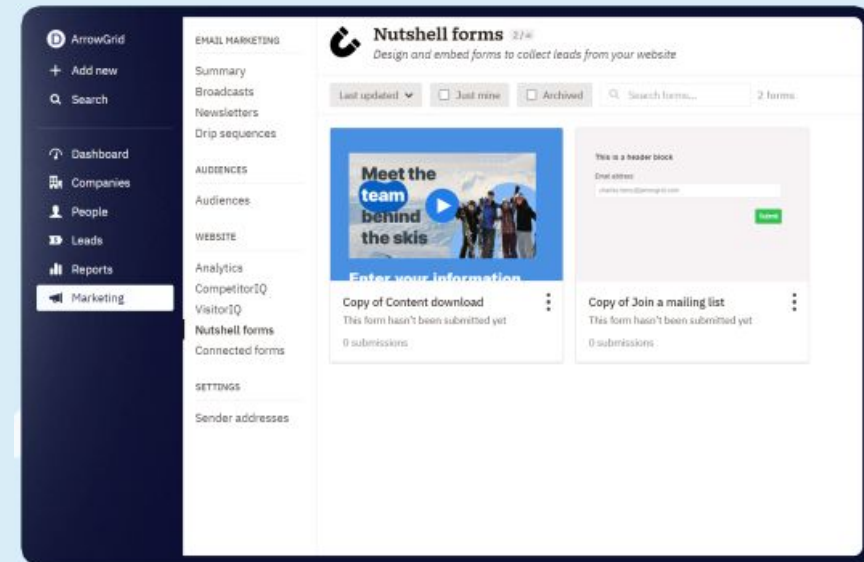 ArrowGrid
Add new
Search
Dashboard
Companies
People
Leads
Reports
Marketing
EMAIL MARKETING
Summary
Broadcasts
Newsletters
Drip sequences
AUDIENCES
Audiences
WEBSITE
Analytics
CompetitorIQ
VisitorIQ
Nutshell forms
Connected forms
SETTINGS
Sender addresses
Nutshell forms 2/∞
Design and embed forms to collect leads from your website
Last updated Just mine Archived Search forms... 2 forms
Meet the
team
behind
the skis
Enter your information
Copy of Content download
This form hasn't been submitted yet
0 submissions
This is a header block
Email address
Submit
Copy of Join a mailing list
This form hasn't been submitted yet
0 submissions